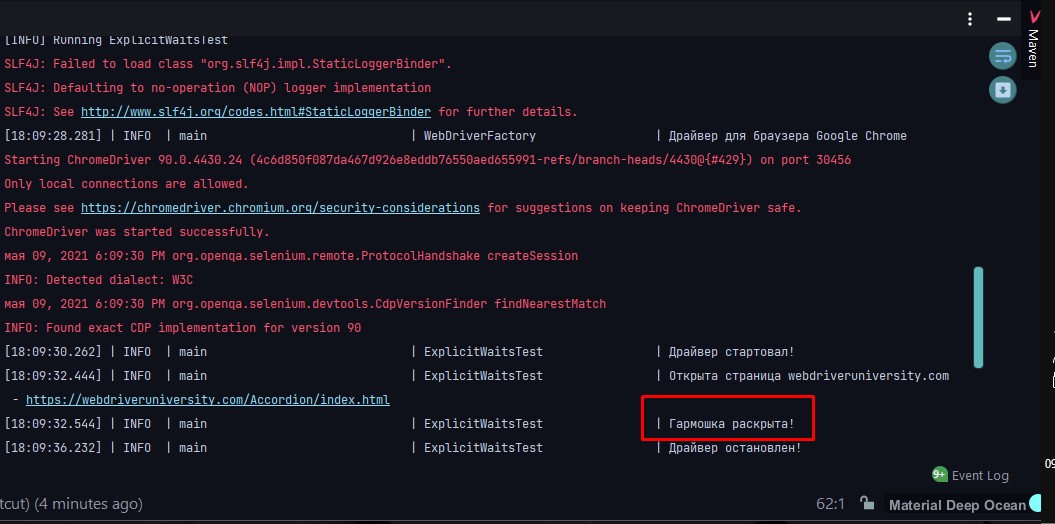 [INFO] Running ExplicitWaitsTest
SLF4J: Failed to load class "org.slf4j.impl.StaticLoggerBinder".
SLF4J: Defaulting to no-operation (NOP) logger implementation
SLF4J: See http://www.slf4j.org/codes.html#StaticLoggerBinder for further details.
[18:09:28.281] | INFO | main | WebDriverFactory | Драйвер для браузера Google Chrome
Starting ChromeDriver 90.0.4430.24 (4c6d850f087da467d926e8eddb76550aed655991-refs/branch-heads/4430@{#429}) on port 30456
Only local connections are allowed.
Please see https://chromedriver.chromium.org/security-considerations for suggestions on keeping ChromeDriver safe.
ChromeDriver was started successfully.
мая 09, 2021 6:09:30 PM org.openqa.selenium.remote.ProtocolHandshake createSession
INFO: Detected dialect: W3C
мая 09, 2021 6:09:30 PM org.openqa.selenium.devtools.CdpVersionFinder findNearestMatch
INFO: Found exact CDP implementation for version 90
[18:09:30.262] | INFO | main | ExplicitWaitsTest | Драйвер стартовал!
[18:09:32.444] | INFO | main | ExplicitWaitsTest | Открыта страница webdriveruniversity.com
- https://webdriveruniversity.com/Accordion/index.html
[18:09:32.544] | INFO | main | ExplicitWaitsTest | Гармошка раскрыта!
[18:09:36.232] | INFO | main | ExplicitWaitsTest | Драйвер остановлен!
Maven
9+ Event Log
tcut) (4 minutes ago) 62:1 Material Deep Ocean